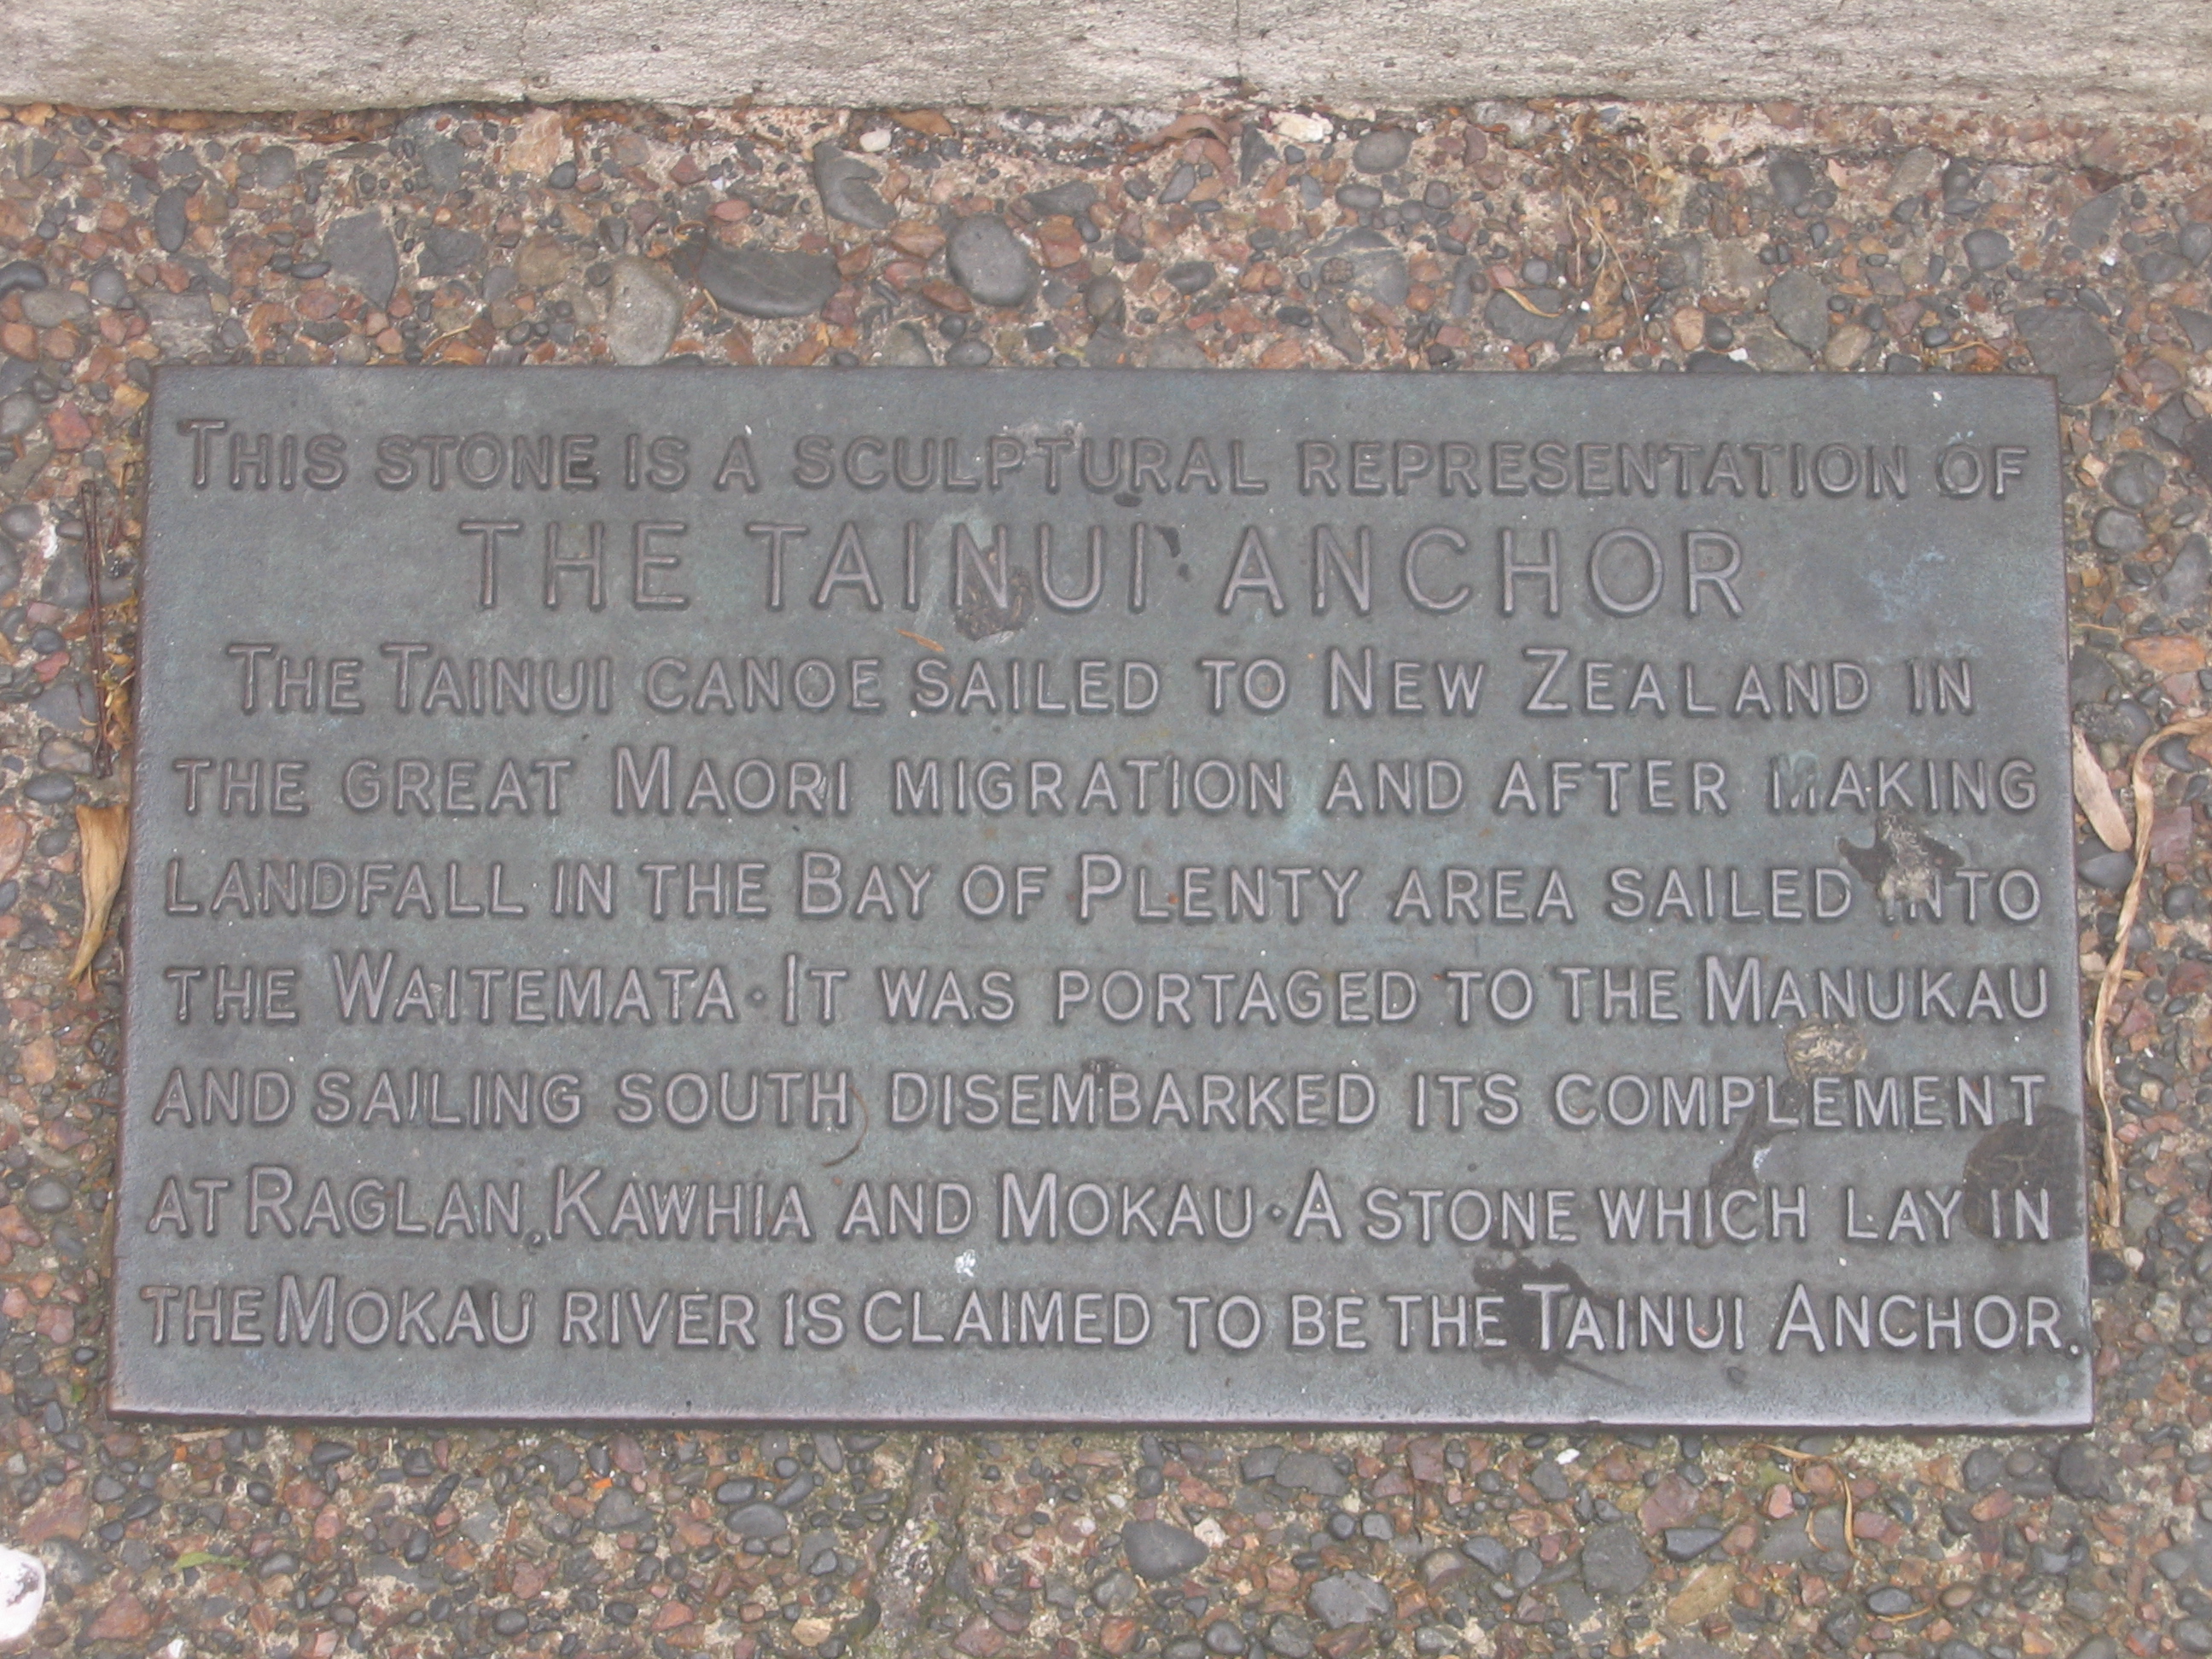 THIS STONE IS A SCULPTURAL REPRESENTATION OF
THE TAINUI ANCHOR
THE TAINUI CANOE SAILED TO NEW ZEALAND IN
THE GREAT MAORI MIGRATION AND AFTER MAKING
LANDFALL IN THE BAY OF PLENTY AREA SAILED INTO
THE WAITEMATA · IT WAS PORTAGED TO THE MANUKAU
AND SAILING SOUTH DISEMBARKED ITS COMPLEMENT
AT RAGLAN, KAWHIA AND MOKAU · A STONE WHICH LAY IN
THE MOKAU RIVER IS CLAIMED TO BE THE TAINUI ANCHOR.